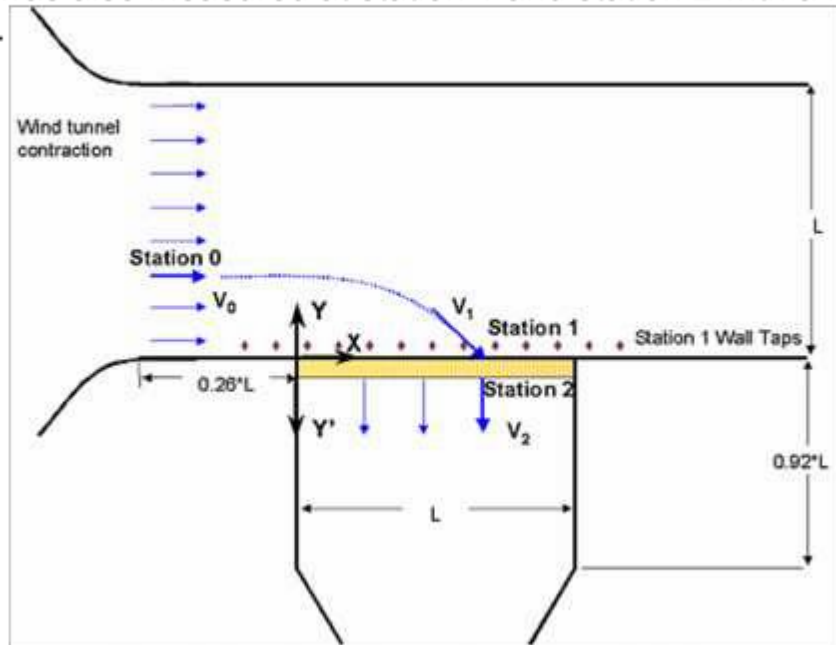 Wind tunnel
contraction
Station 0
V0
Y
X
V1
Station 1
Station 1 Wall Taps
L
0.26*L
Station 2
Y'
V2
L
0.92*L